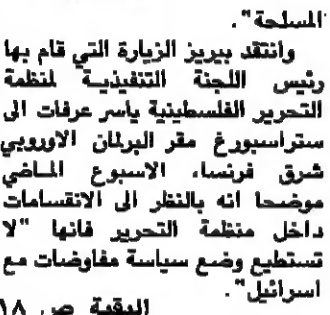 المسلحة".
وانتقد بيريز الزيارة التي قام بها
رئيس اللجنة التنفيذية لمنظمة
التحرير الفلسطينية ياسر عرفات الى
ستراسبورغ مقر البرلمان الاوروبي
شرق فرنسا، الاسبوع الماضي
موضحا انه بالنظر الى الانقسامات
داخل منظمة التحرير فانها "لا
تستطيع وضع سياسة مفاوضات مع
اسرائيل".
البقية ص ١٨